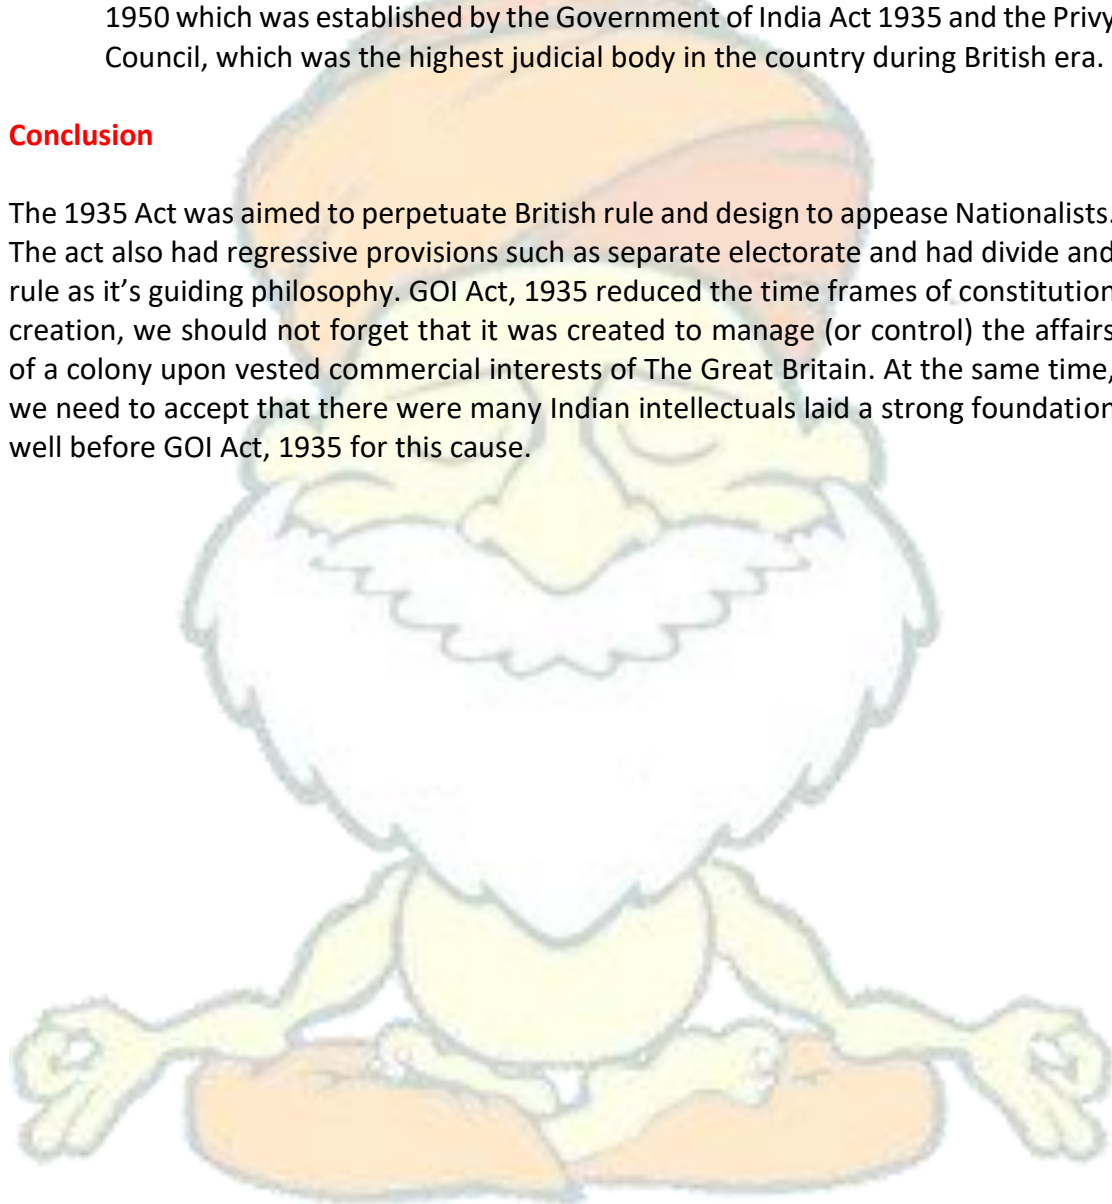 1950 which was established by the Government of India Act 1935 and the Privy
Council, which was the highest judicial body in the country during British era.
Conclusion
The 1935 Act was aimed to perpetuate British rule and design to appease Nationalists.
The act also had regressive provisions such as separate electorate and had divide and
rule as it’s guiding philosophy. GOI Act, 1935 reduced the time frames of constitution
creation, we should not forget that it was created to manage (or control) the affairs
of a colony upon vested commercial interests of The Great Britain. At the same time,
we need to accept that there were many Indian intellectuals laid a strong foundation
well before GOI Act, 1935 for this cause.